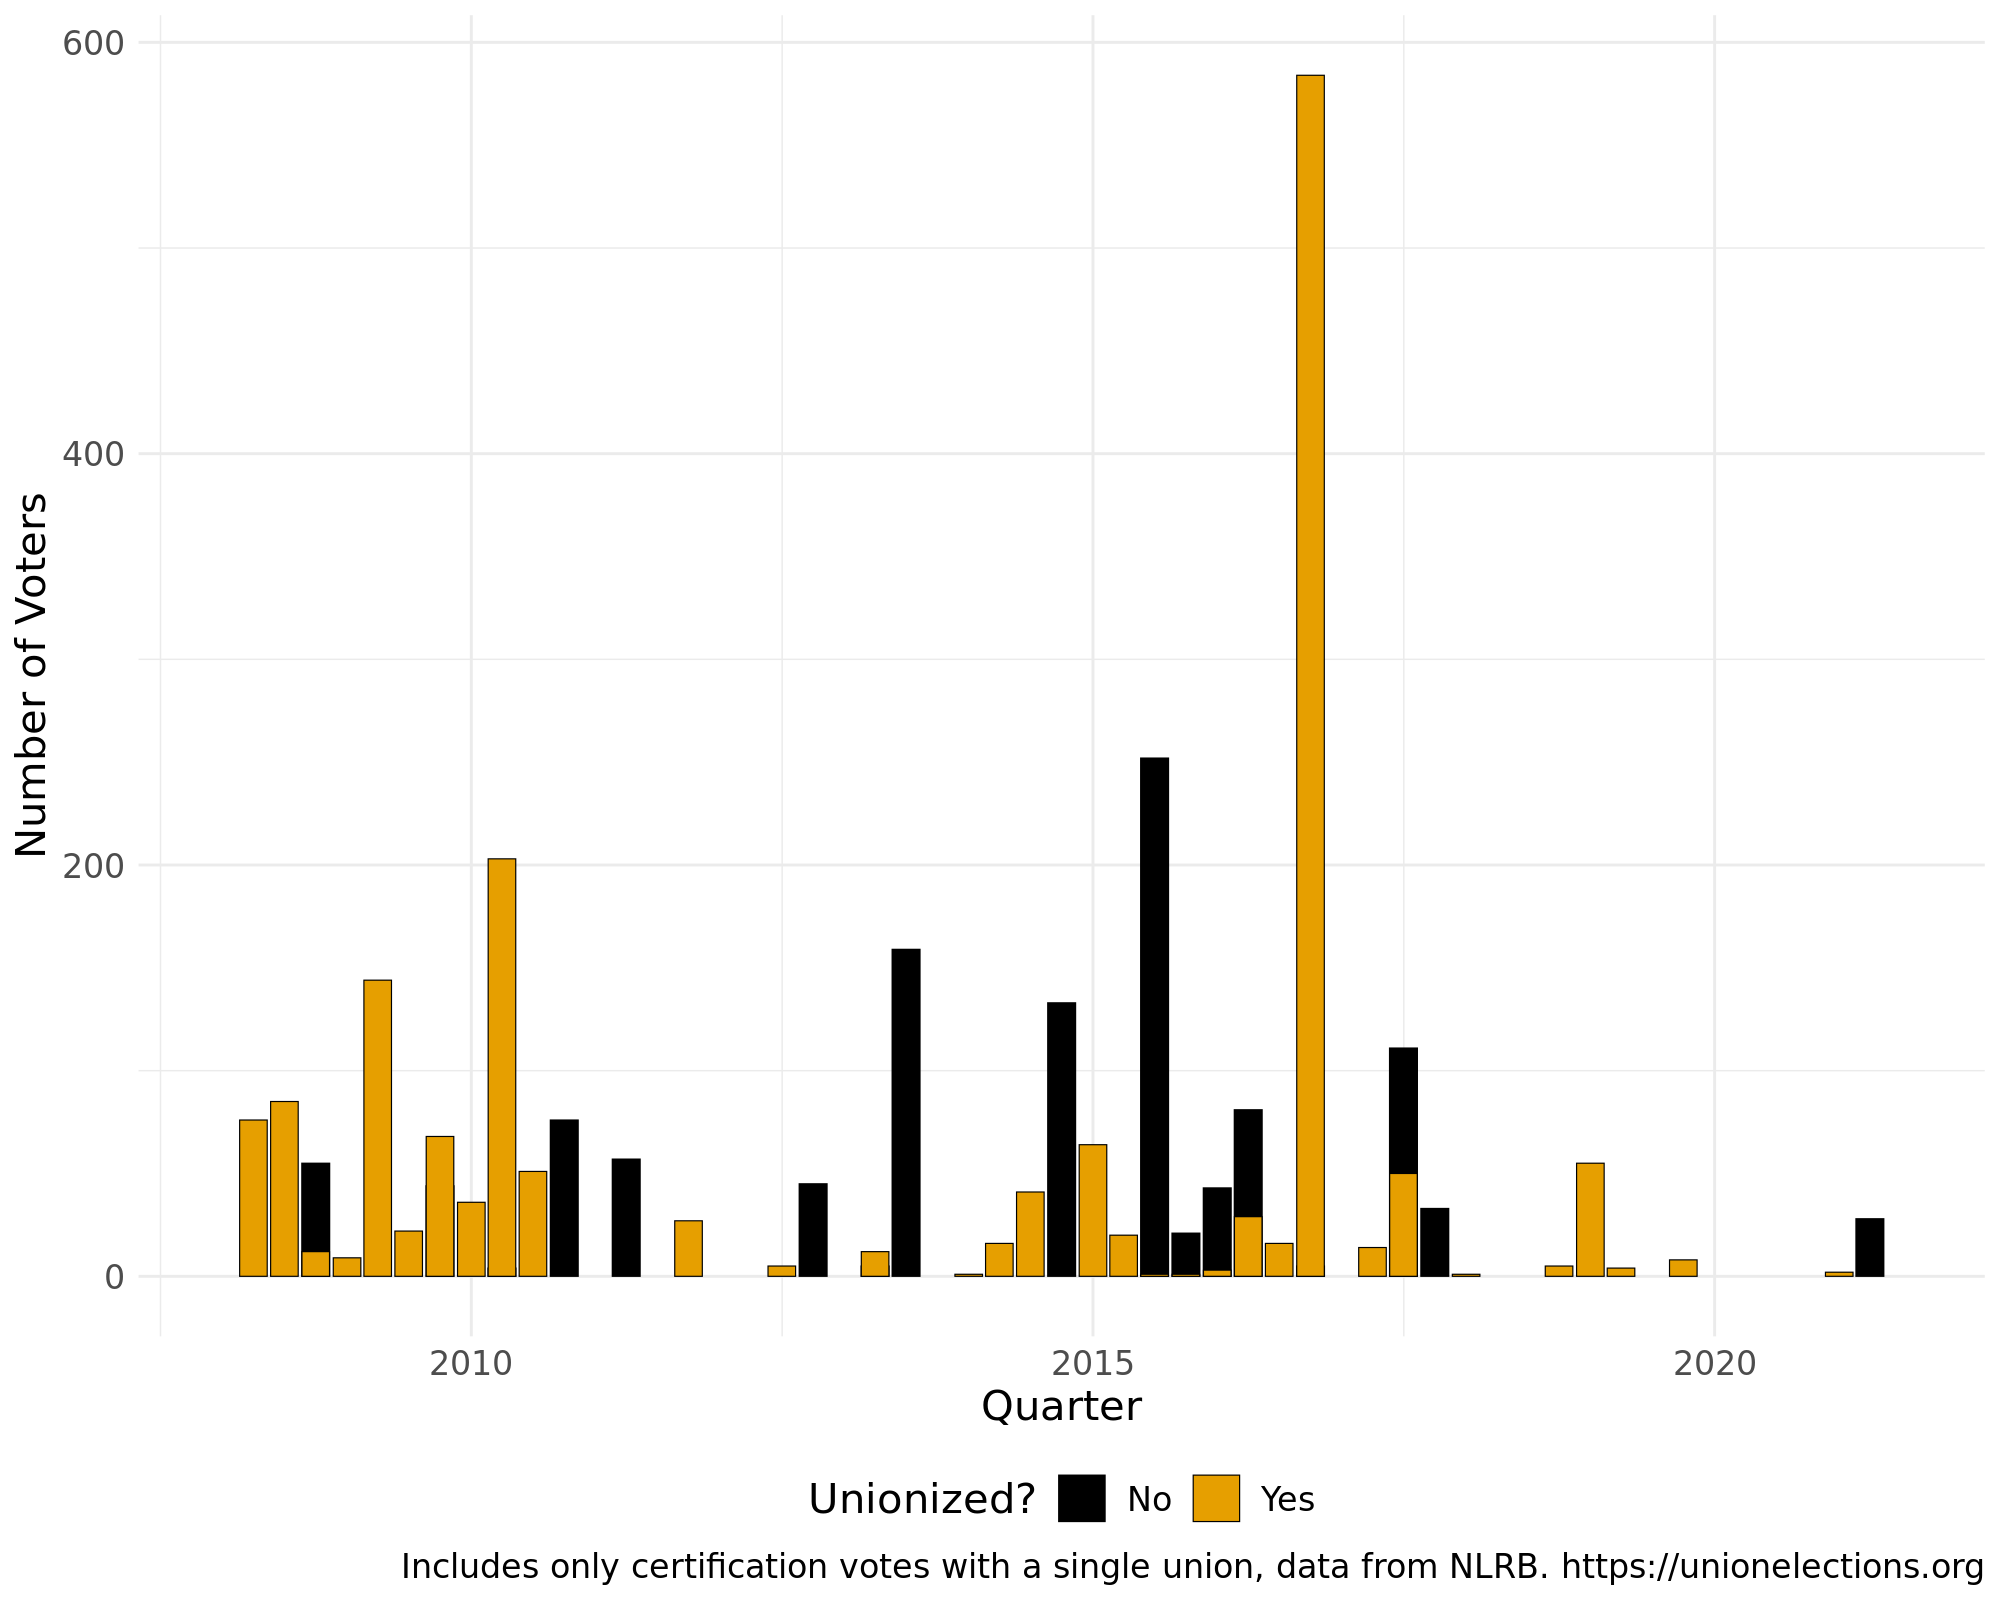 600
400
200
0
Number of Voters
2010 2015 2020
Quarter
Unionized? No Yes
Includes only certification votes with a single union, data from NLRB. https://unionelections.org